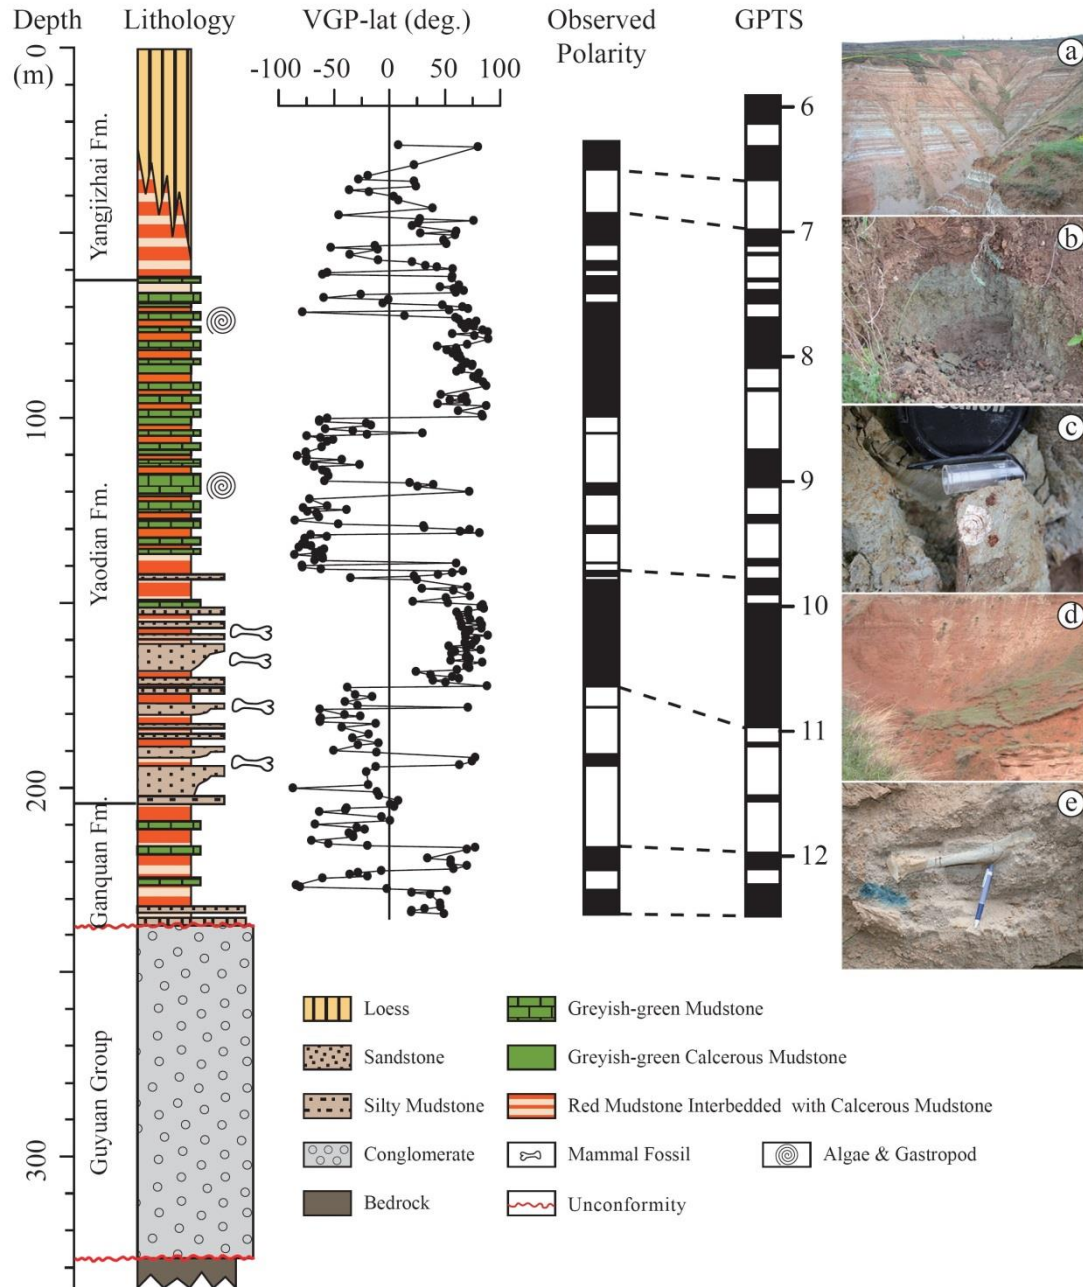 Depth Lithology VGP-lat (deg.) Observed Polarity GPTS
0
(m)
-100 -50 0 50 100
100
200
300
Yangjizhai Fm.
Yaodian Fm.
Ganquan Fm.
Guyuan Group
6
7
8
9
10
11
12
a
b
c
Canon
d
e
Loess
Greyish-green Mudstone
Sandstone
Greyish-green Calcerous Mudstone
Silty Mudstone
Red Mudstone Interbedded with Calcerous Mudstone
Conglomerate
Mammal Fossil
Algae & Gastropod
Bedrock
Unconformity